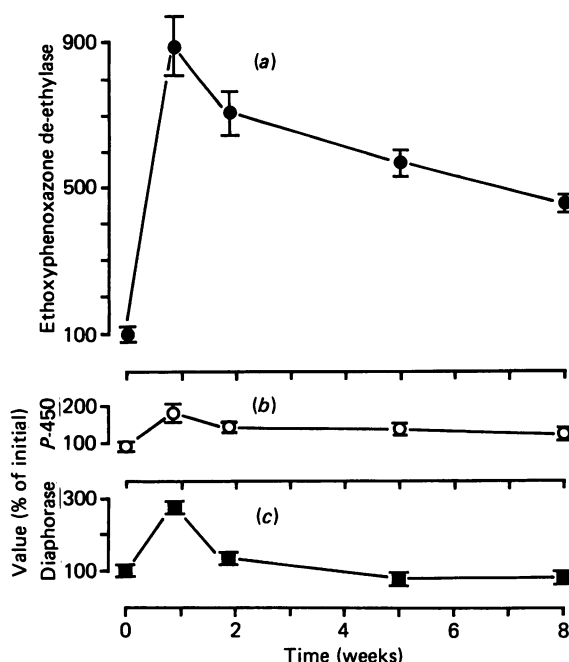 Ethoxyphenoxazone de-ethylase
900
500
100
(a)
Value (% of initial)
P-450
200
100
(b)
Diaphorase
300
100
(c)
0 2 4 6 8
Time (weeks)